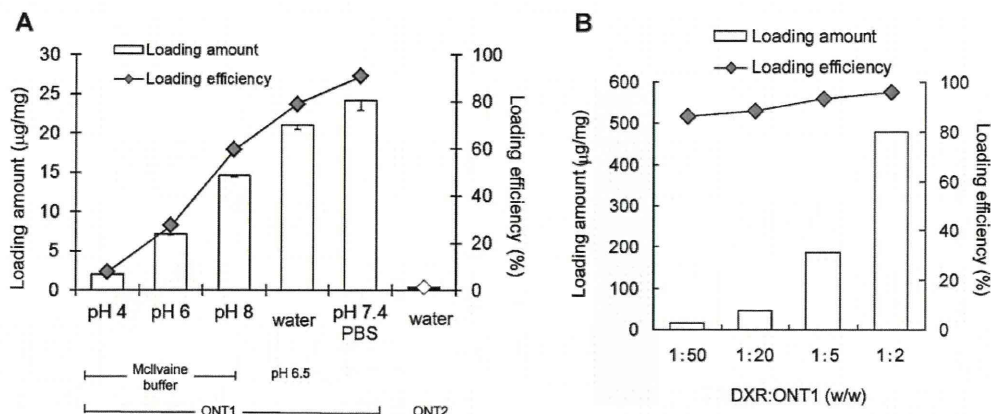 A
Loading amount
Loading efficiency
Loading amount (µg/mg)
30
25
20
15
10
5
0
100
80
60
40
20
0
Loading efficiency (%)
pH 4
pH 6
pH 8
water
pH 7.4
PBS
water
McIlvaine
buffer
pH 6.5
ONT1
ONT2
B
Loading amount
Loading efficiency
Loading amount (µg/mg)
600
500
400
300
200
100
0
100
80
60
40
20
0
Loading efficiency (%)
1:50
1:20
1:5
1:2
DXR:ONT1 (w/w)